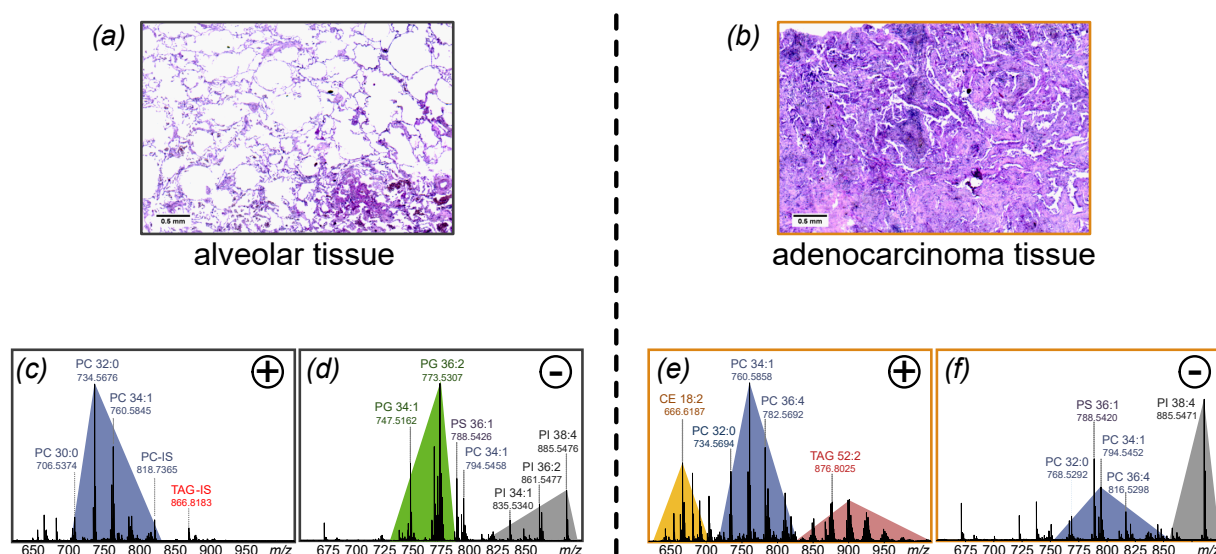 (a)
0.5 mm
alveolar tissue
(b)
0.5 mm
adenocarcinoma tissue
(c)
+
PC 32:0
734.5676
PC 34:1
760.5845
PC 30:0
706.5374
PC-IS
818.7365
TAG-IS
866.8183
650 700 750 800 850 900 950 m/z
(d)
-
PG 36:2
773.5307
PG 34:1
747.5162
PS 36:1
788.5426
PC 34:1
794.5458
PI 38:4
885.5476
PI 36:2
861.5477
PI 34:1
835.5340
675 700 725 750 775 800 825 850 m/z
(e)
+
PC 34:1
760.5858
CE 18:2
666.6187
PC 36:4
782.5692
PC 32:0
734.5694
TAG 52:2
876.8025
650 700 750 800 850 900 950 m/z
(f)
-
PI 38:4
885.5471
PS 36:1
788.5420
PC 34:1
794.5452
PC 32:0
768.5292
PC 36:4
816.5298
675 700 725 750 775 800 825 850 m/z